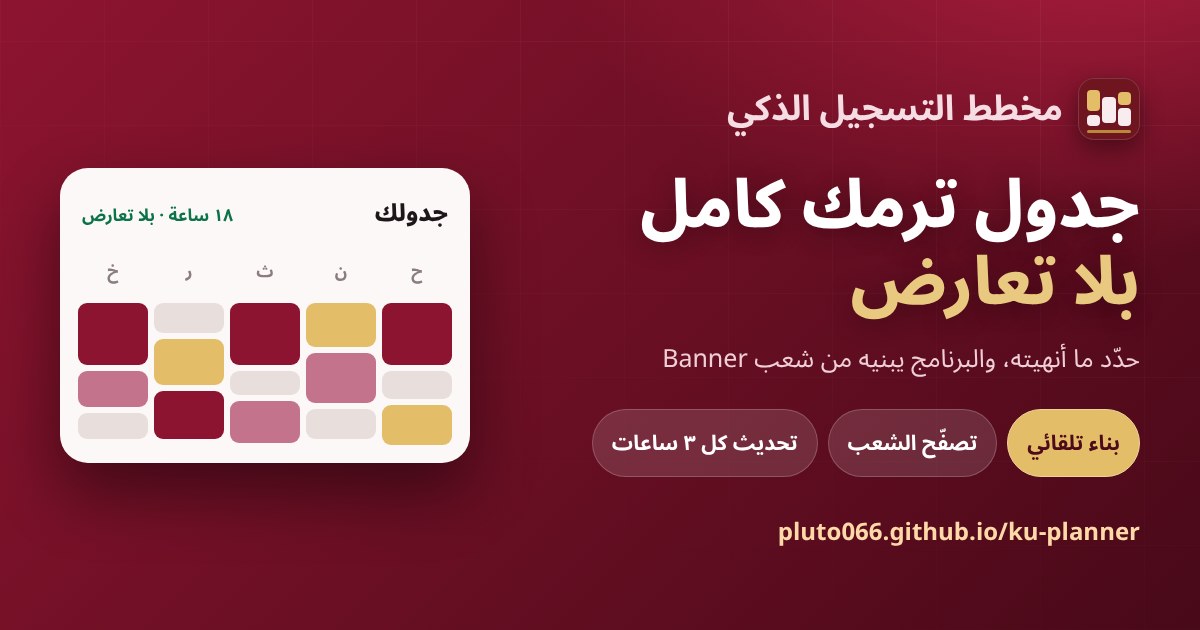 مخطط التسجيل الذكي
جدول ترمك كامل
بلا تعارض
حدّد ما أنهيته، والبرنامج يبنيه من شعب Banner
بناء تلقائي
تصفّح الشعب
تحديث كل ٣ ساعات
pluto066.github.io/ku-planner
جدولك
١٨ ساعة · بلا تعارض
ح ن ث ر خ